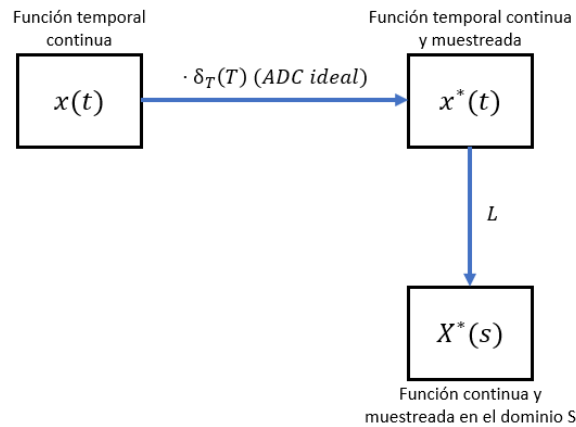 Función temporal
continua
x(t)
· δ_T(T) (ADC ideal)
Función temporal continua
y muestreada
x*(t)
L
X*(s)
Función continua y
muestreada en el dominio S